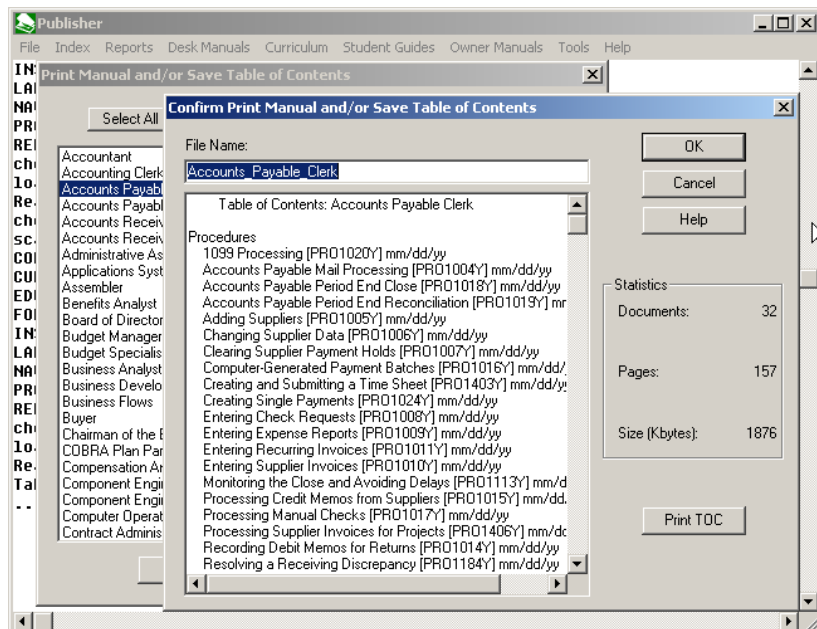 Publisher
File Index Reports Desk Manuals Curriculum Student Guides Owner Manuals Tools Help
Print Manual and/or Save Table of Contents
Select All
Accountant
Accounting Clerk
Accounts Payabl
Accounts Payabl
Accounts Receiv
Accounts Receiv
Administrative As
Applications Syst
Assembler
Benefits Analyst
Board of Director
Budget Manager
Budget Specialis
Business Analyst
Business Develo
Business Flows
Buyer
Chairman of the B
COBRA Plan Par
Compensation An
Component Engi
Component Engi
Computer Operat
Contract Adminis
Confirm Print Manual and/or Save Table of Contents
File Name:
Accounts_Payable_Clerk
Table of Contents: Accounts Payable Clerk
Procedures
1099 Processing [PRO1020Y] mm/dd/yy
Accounts Payable Mail Processing [PRO1004Y] mm/dd/yy
Accounts Payable Period End Close [PRO1018Y] mm/dd/yy
Accounts Payable Period End Reconciliation [PRO1019Y] mr
Adding Suppliers [PRO1005Y] mm/dd/yy
Changing Supplier Data [PRO1006Y] mm/dd/yy
Clearing Supplier Payment Holds [PRO1007Y] mm/dd/yy
Computer-Generated Payment Batches [PRO1016Y] mm/dd/
Creating and Submitting a Time Sheet [PRO1403Y] mm/dd/y
Creating Single Payments [PRO1024Y] mm/dd/yy
Entering Check Requests [PRO1008Y] mm/dd/yy
Entering Expense Reports [PRO1009Y] mm/dd/yy
Entering Recurring Invoices [PRO1011Y] mm/dd/yy
Entering Supplier Invoices [PRO1010Y] mm/dd/yy
Monitoring the Close and Avoiding Delays [PRO1113Y] mm/d
Processing Credit Memos from Suppliers [PRO1015Y] mm/dd.
Processing Manual Checks [PRO1017Y] mm/dd/yy
Processing Supplier Invoices for Projects [PRO1406Y] mm/dc
Recording Debit Memos for Returns [PRO1014Y] mm/dd/yy
Resolving a Receiving Discrepancy [PRO1184Y] mm/dd/yy
OK
Cancel
Help
Statistics
Documents: 32
Pages: 157
Size (Kbytes): 1876
Print TOC